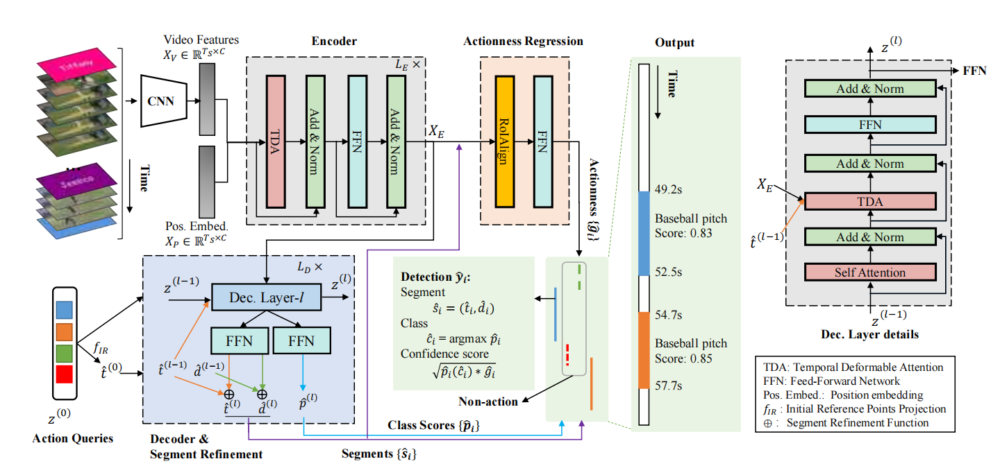 Video Features
X_V ∈ ℝ^{T_S×C}
CNN
Time
Pos. Embed.
X_P ∈ ℝ^{T_S×C}
Encoder
L_E ×
TDA
Add & Norm
FFN
Add & Norm
X_E
Actionness Regression
RoIAlign
FFN
Actionness {ĝ_i}
Output
Time
49.2s
Baseball pitch
Score: 0.83
52.5s
54.7s
Baseball pitch
Score: 0.85
57.7s
z^{(l)}
FFN
Add & Norm
FFN
Add & Norm
X_E
TDA
t̂^{(l-1)}
Add & Norm
Self Attention
z^{(l-1)}
Dec. Layer details
L_D ×
z^{(l-1)}
Dec. Layer-l
z^{(l)}
FFN
FFN
t̂^{(l-1)}
d̂^{(l-1)}
⊕
⊕
t̂^{(l)}
d̂^{(l)}
p̂^{(l)}
f_{IR}
t̂^{(0)}
z^{(0)}
Action Queries
Decoder &
Segment Refinement
Detection ŷ_i:
Segment
ŝ_i = (t̂_i, d̂_i)
Class
ĉ_i = argmax p̂_i
Confidence score
√(p̂_i(ĉ_i) * ĝ_i)
Non-action
Class Scores {p̂_i}
Segments {ŝ_i}
TDA: Temporal Deformable Attention
FFN: Feed-Forward Network
Pos. Embed.: Position embedding
f_{IR} : Initial Reference Points Projection
⊕ : Segment Refinement Function